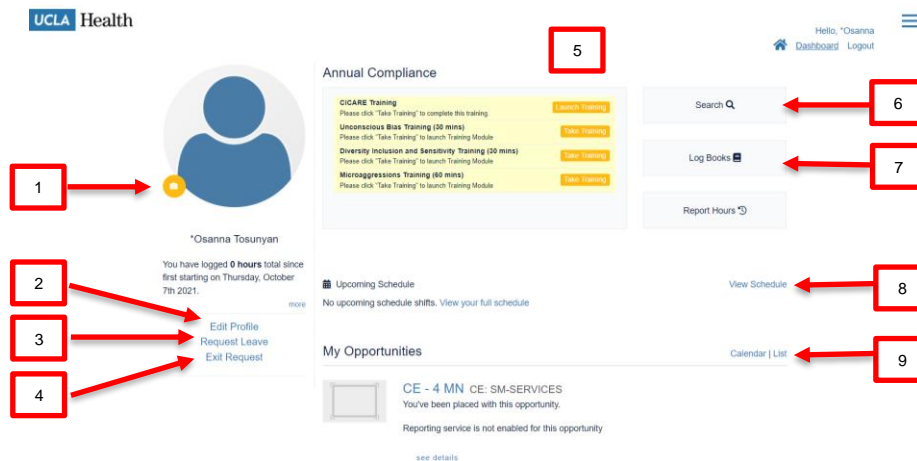 UCLA Health
Hello, *Osanna
Dashboard Logout
5
Annual Compliance
CICARE Training
Please click "Take Training" to complete this training.
Launch Training
Unconscious Bias Training (30 mins)
Please click "Take Training" to launch Training Module
Take Training
Diversity Inclusion and Sensitivity Training (30 mins)
Please click "Take Training" to launch Training Module
Take Training
Microaggressions Training (60 mins)
Please click "Take Training" to launch Training Module
Take Training
Search
6
Log Books
7
Report Hours
1
*Osanna Tosunyan
You have logged 0 hours total since
first starting on Thursday, October
7th 2021.
more
2
Edit Profile
3
Request Leave
4
Exit Request
Upcoming Schedule
View Schedule
8
No upcoming schedule shifts. View your full schedule
My Opportunities
Calendar | List
9
CE - 4 MN CE: SM-SERVICES
You've been placed with this opportunity.
Reporting service is not enabled for this opportunity
see details